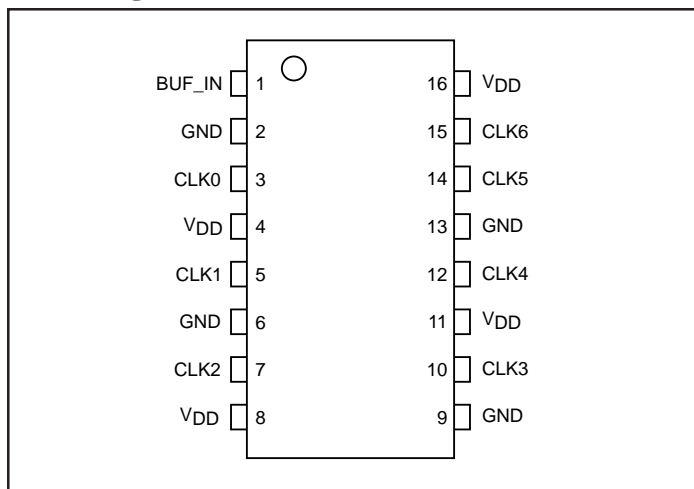 BUF_IN 1 16 VDD
GND 2 15 CLK6
CLK0 3 14 CLK5
VDD 4 13 GND
CLK1 5 12 CLK4
GND 6 11 VDD
CLK2 7 10 CLK3
VDD 8 9 GND